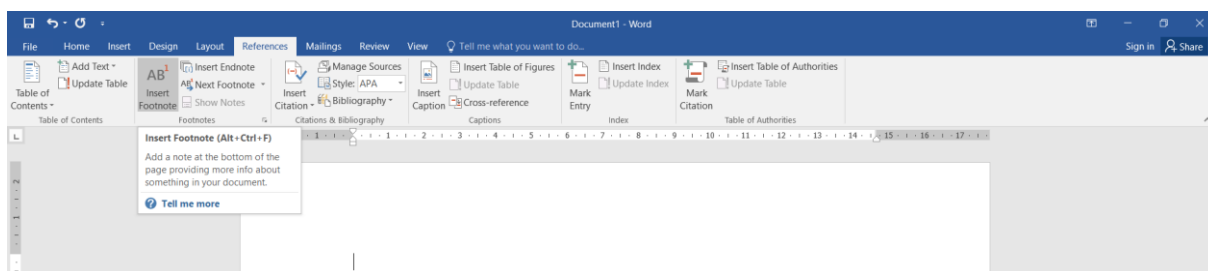 Document1 - Word
File Home Insert Design Layout References Mailings Review View Tell me what you want to do... Sign in Share
Table of Contents
Add Text
Update Table
Table of Contents
AB1
Insert Footnote
Insert Endnote
Next Footnote
Show Notes
Footnotes
Insert Citation
Manage Sources
Style: APA
Bibliography
Citations & Bibliography
Insert Caption
Insert Table of Figures
Update Table
Cross-reference
Captions
Mark Entry
Insert Index
Update Index
Index
Mark Citation
Insert Table of Authorities
Update Table
Table of Authorities
Insert Footnote (Alt+Ctrl+F)
Add a note at the bottom of the
page providing more info about
something in your document.
Tell me more
1 1 2 3 4 5 6 7 8 9 10 11 12 13 14 15 16 17
2
1